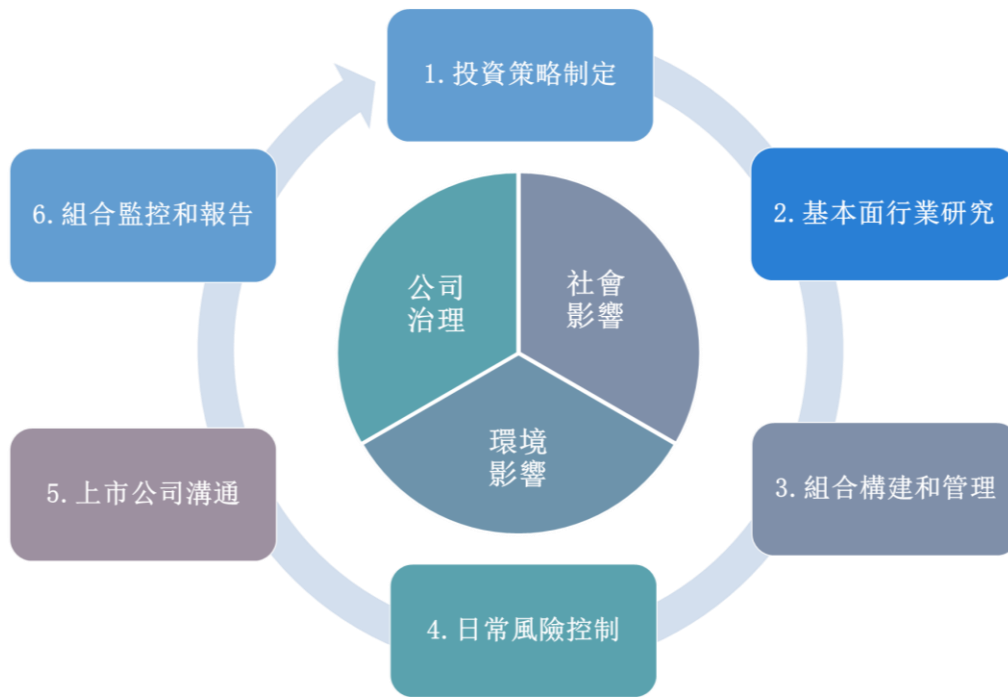 1. 投資策略制定
2. 基本面行業研究
3. 組合構建和管理
4. 日常風險控制
5. 上市公司溝通
6. 組合監控和報告
公司
治理
社會
影響
環境
影響